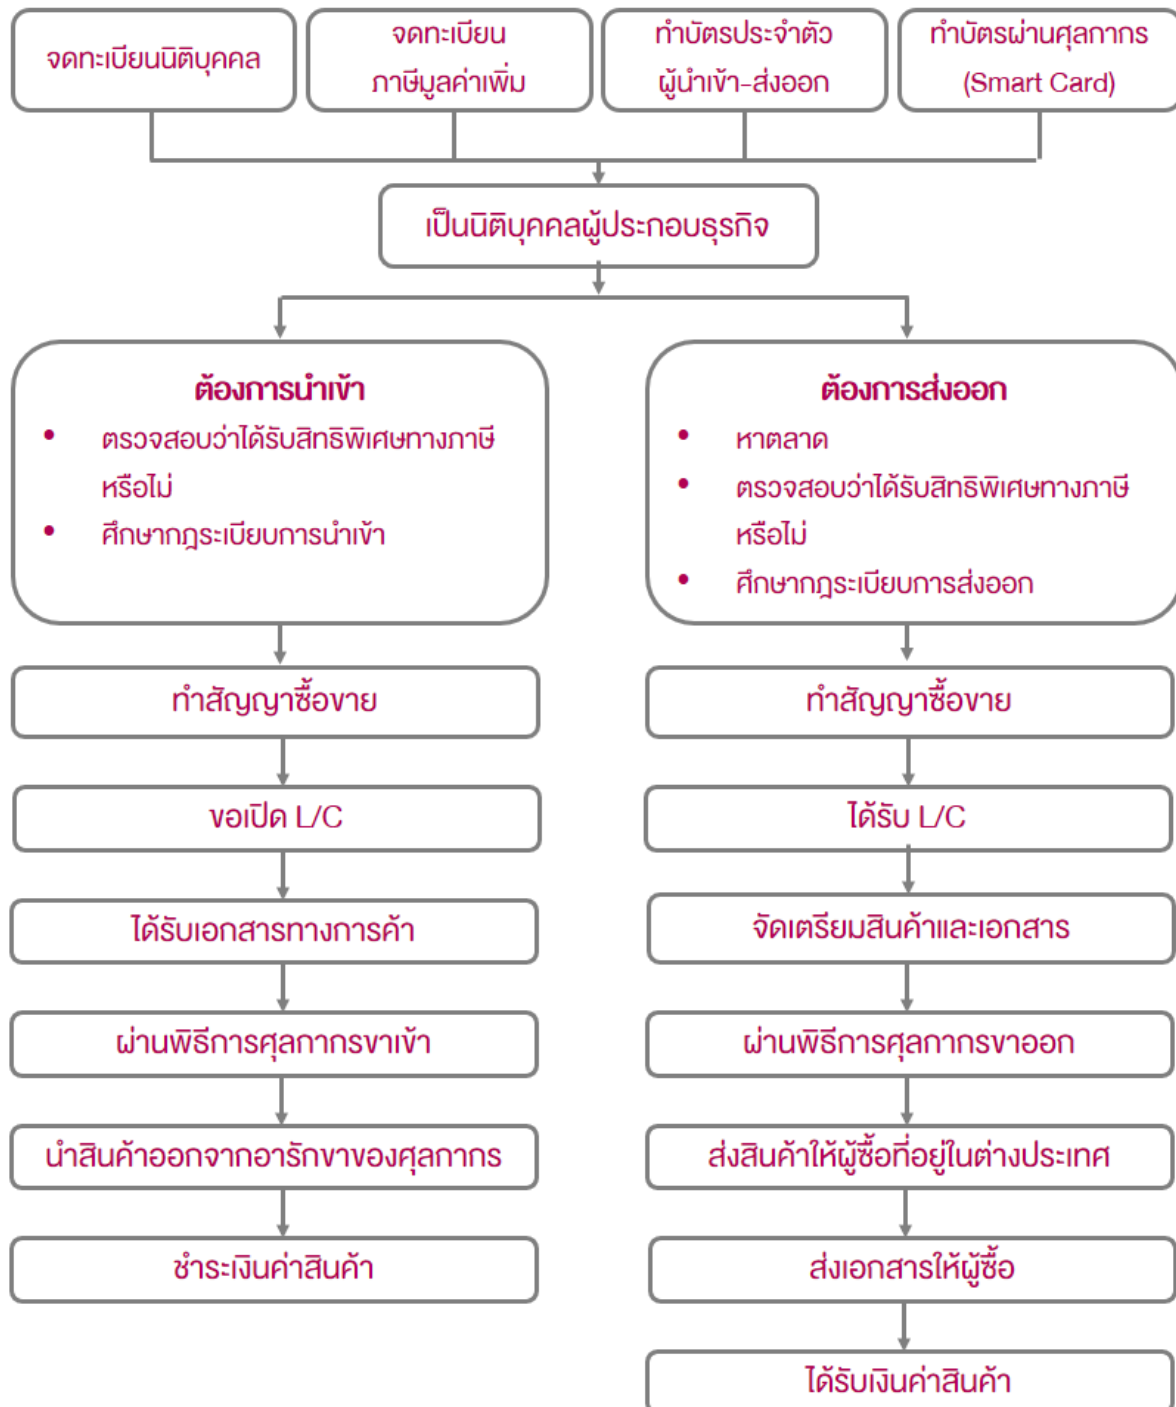 จดทะเบียนนิติบุคคล
จดทะเบียน
ภาษีมูลค่าเพิ่ม
ทำบัตรประจำตัว
ผู้นำเข้า-ส่งออก
ทำบัตรผ่านศุลกากร
(Smart Card)
เป็นนิติบุคคลผู้ประกอบธุรกิจ
ต้องการนำเข้า
• ตรวจสอบว่าได้รับสิทธิพิเศษทางภาษี
หรือไม่
• ศึกษากฎระเบียบการนำเข้า
ทำสัญญาซื้อขาย
ขอเปิด L/C
ได้รับเอกสารทางการค้า
ผ่านพิธีการศุลกากรขาเข้า
นำสินค้าออกจากอารักขาของศุลกากร
ชำระเงินค่าสินค้า
ต้องการส่งออก
• หาตลาด
• ตรวจสอบว่าได้รับสิทธิพิเศษทางภาษี
หรือไม่
• ศึกษากฎระเบียบการส่งออก
ทำสัญญาซื้อขาย
ได้รับ L/C
จัดเตรียมสินค้าและเอกสาร
ผ่านพิธีการศุลกากรขาออก
ส่งสินค้าให้ผู้ซื้อที่อยู่ในต่างประเทศ
ส่งเอกสารให้ผู้ซื้อ
ได้รับเงินค่าสินค้า